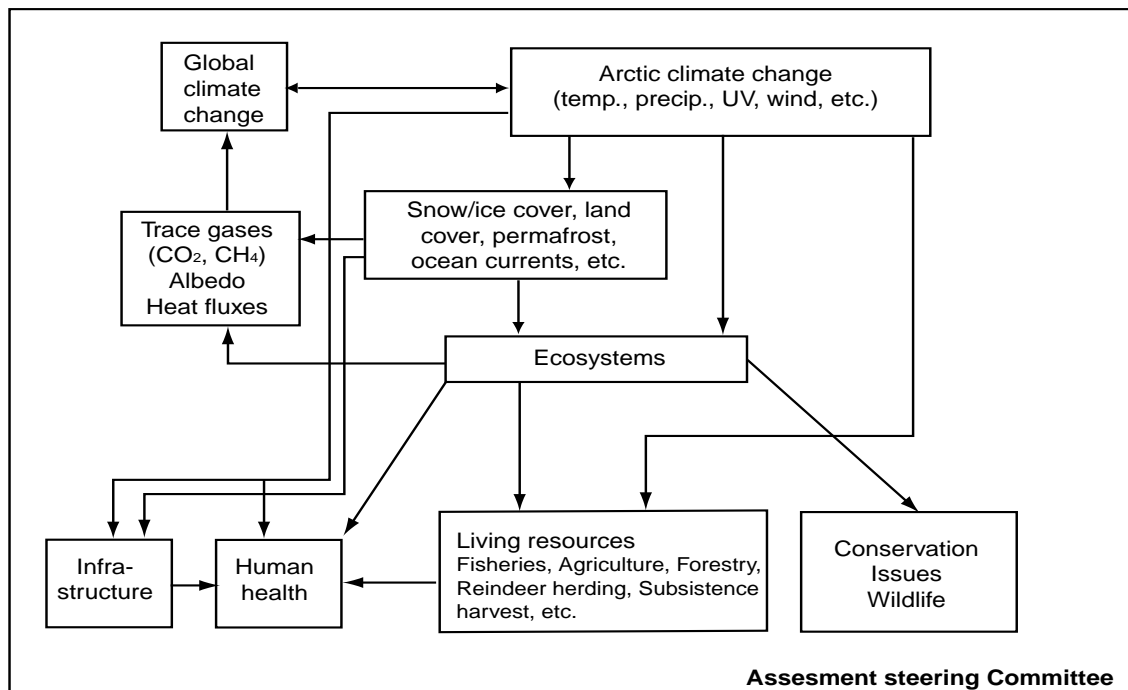 Global
climate
change
Arctic climate change
(temp., precip., UV, wind, etc.)
Trace gases
(CO₂, CH₄)
Albedo
Heat fluxes
Snow/ice cover, land
cover, permafrost,
ocean currents, etc.
Ecosystems
Infra-
structure
Human
health
Living resources
Fisheries, Agriculture, Forestry,
Reindeer herding, Subsistence
harvest, etc.
Conservation
Issues
Wildlife
Assesment steering Committee